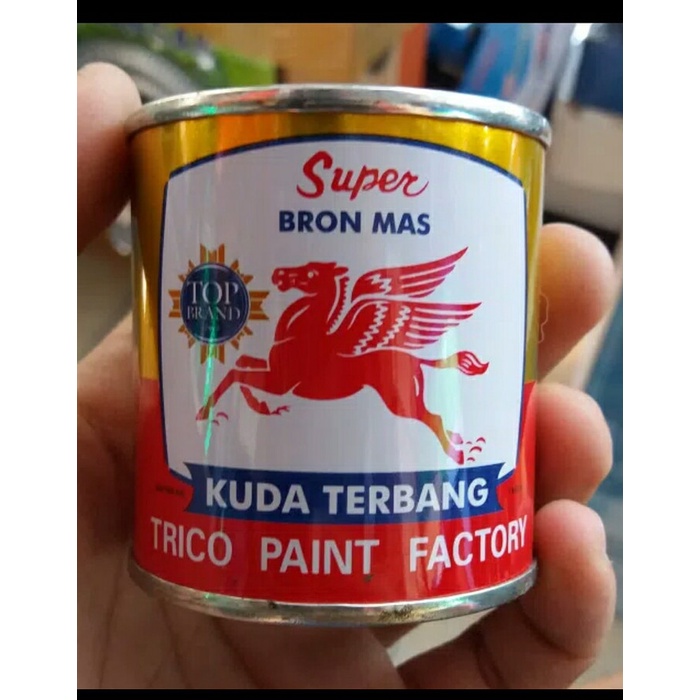 Super
BRON MAS
TOP
BRAND
KUDA TERBANG
TRICO PAINT FACTORY